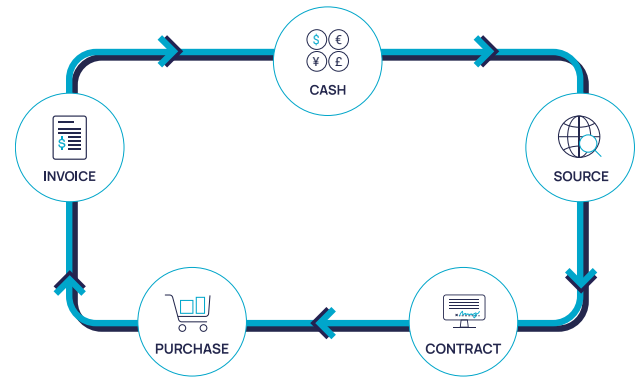 $ €
¥ £
CASH
$
INVOICE
SOURCE
PURCHASE
CONTRACT